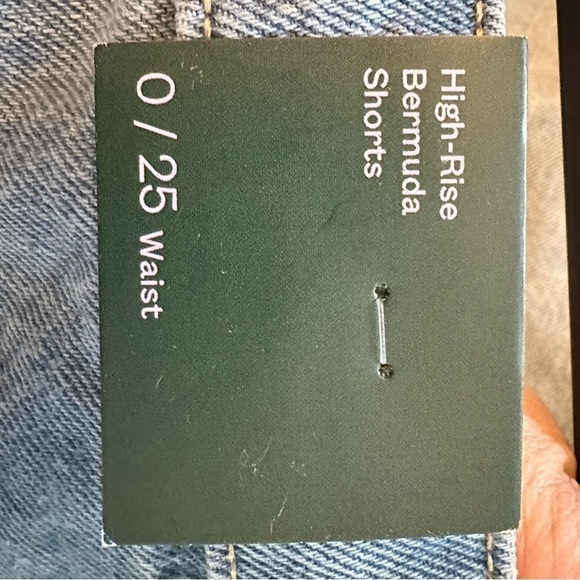 High-Rise
Bermuda
Shorts
0 / 25 Waist